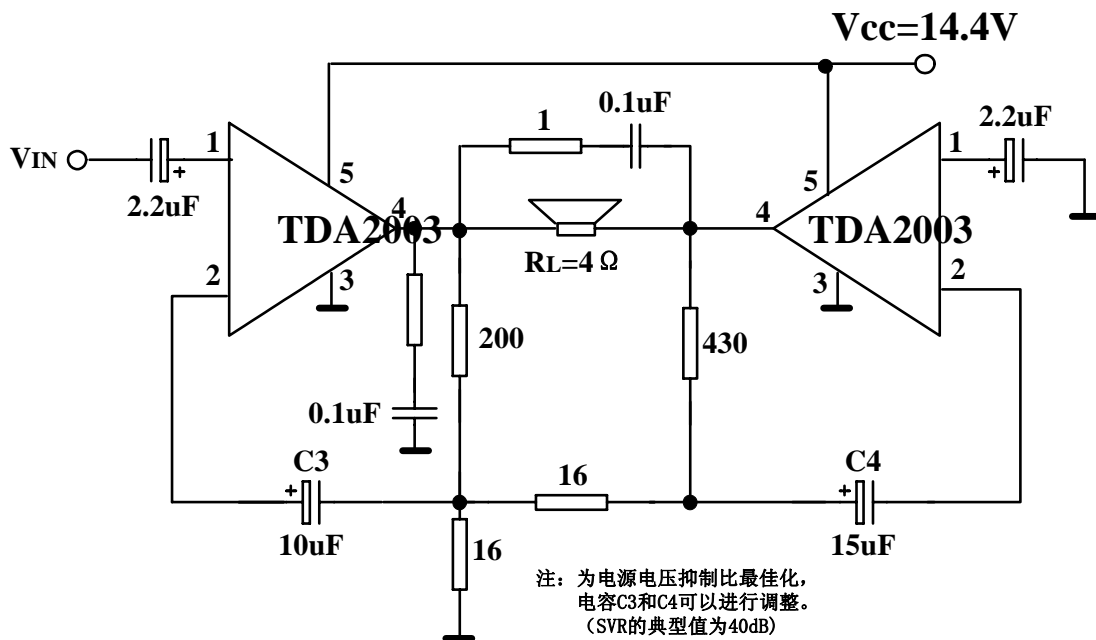 Vcc=14.4V
0.1uF
1
2.2uF
VIN
1
1
5
5
2.2uF
4
4
TDA2003
TDA2003
RL=4Ω
2
2
3
3
200
430
0.1uF
C3
C4
16
10uF
15uF
16
注：为电源电压抑制比最佳化，
电容C3和C4可以进行调整。
（SVR的典型值为40dB)